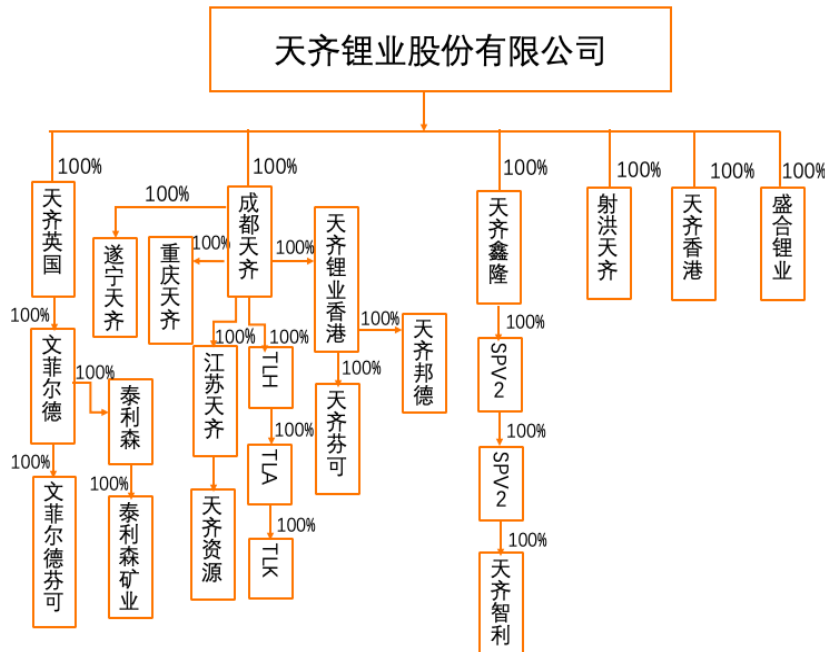 天齐锂业股份有限公司
100%
100%
100%
100%
100%
100%
天齐英国
成都天齐
天齐鑫隆
射洪天齐
天齐香港
盛合锂业
100%
100%
100%
遂宁天齐
重庆天齐
天齐锂业香港
100%
100%
100%
100%
100%
文菲尔德
江苏天齐
TLH
天齐邦德
SPV2
100%
100%
泰利森
天齐芬可
100%
100%
100%
TLA
SPV2
100%
文菲尔德芬可
泰利森矿业
天齐资源
100%
TLK
100%
天齐智利